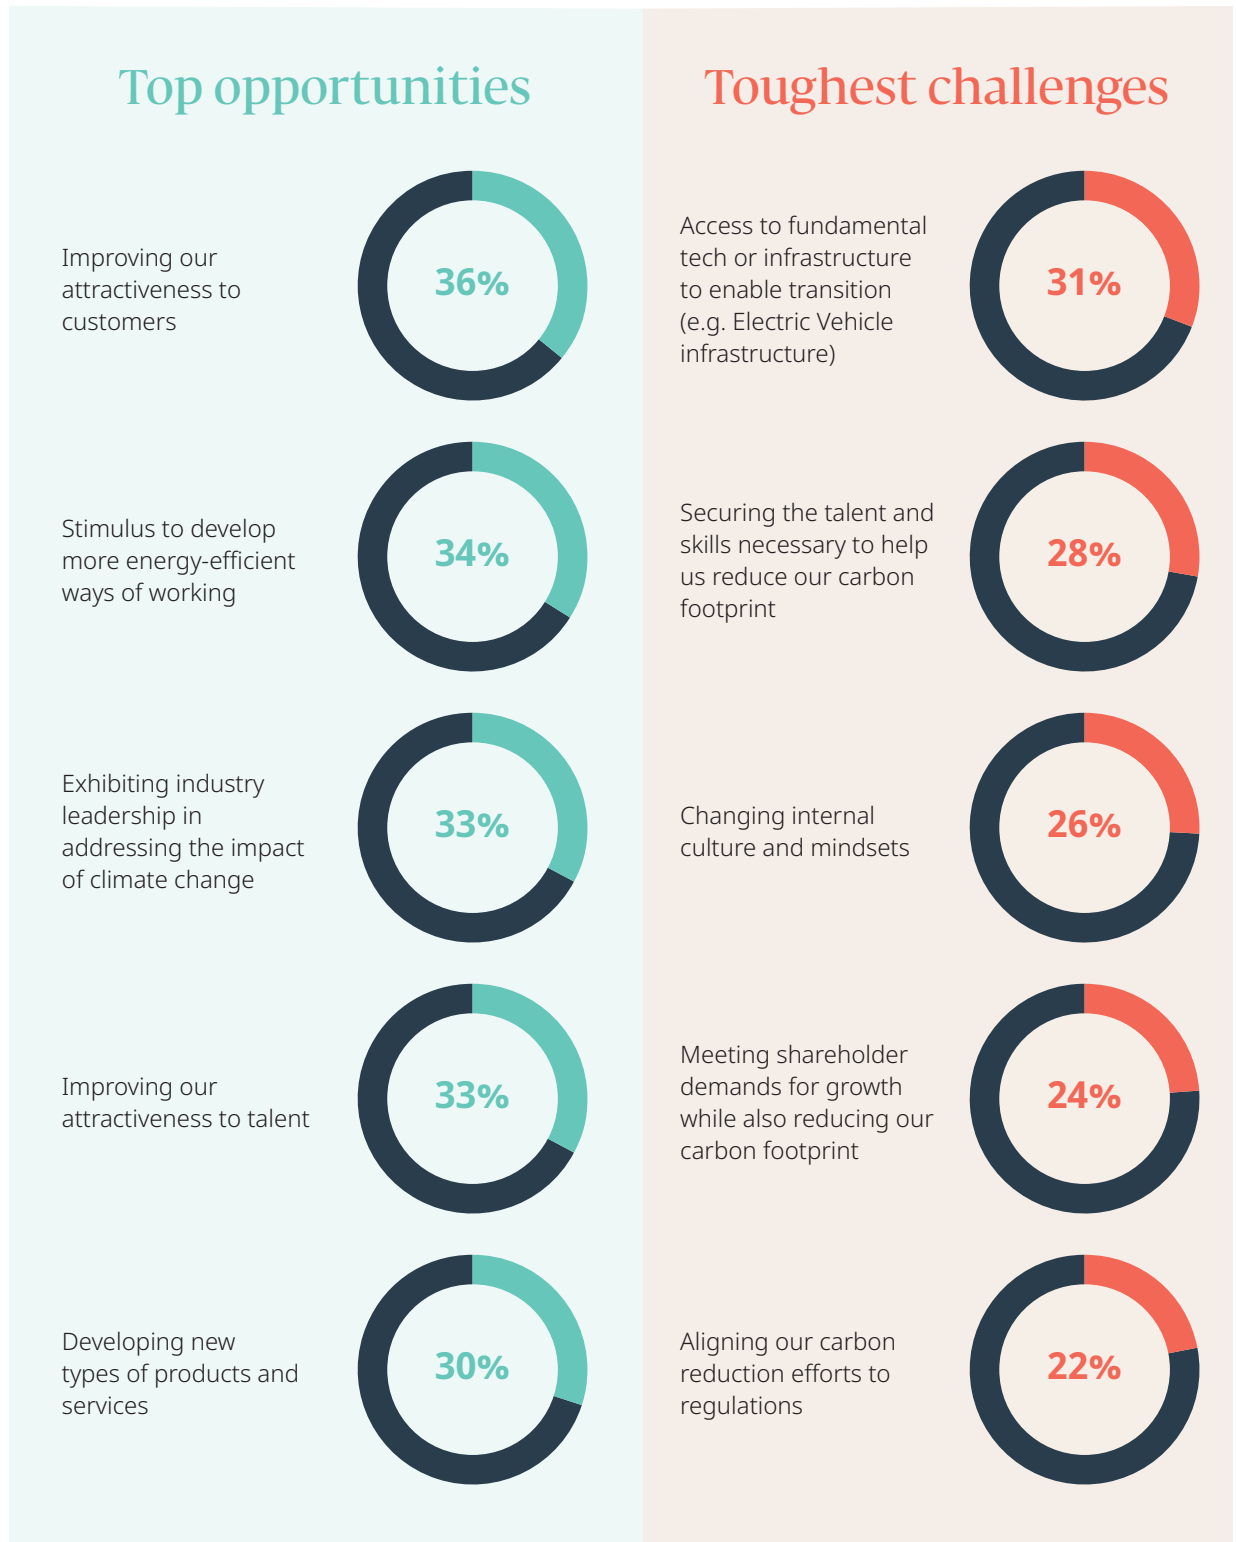 Top opportunities
Improving our
attractiveness to
customers
36%
Stimulus to develop
more energy-efficient
ways of working
34%
Exhibiting industry
leadership in
addressing the impact
of climate change
33%
Improving our
attractiveness to talent
33%
Developing new
types of products and
services
30%
Toughest challenges
Access to fundamental
tech or infrastructure
to enable transition
(e.g. Electric Vehicle
infrastructure)
31%
Securing the talent and
skills necessary to help
us reduce our carbon
footprint
28%
Changing internal
culture and mindsets
26%
Meeting shareholder
demands for growth
while also reducing our
carbon footprint
24%
Aligning our carbon
reduction efforts to
regulations
22%